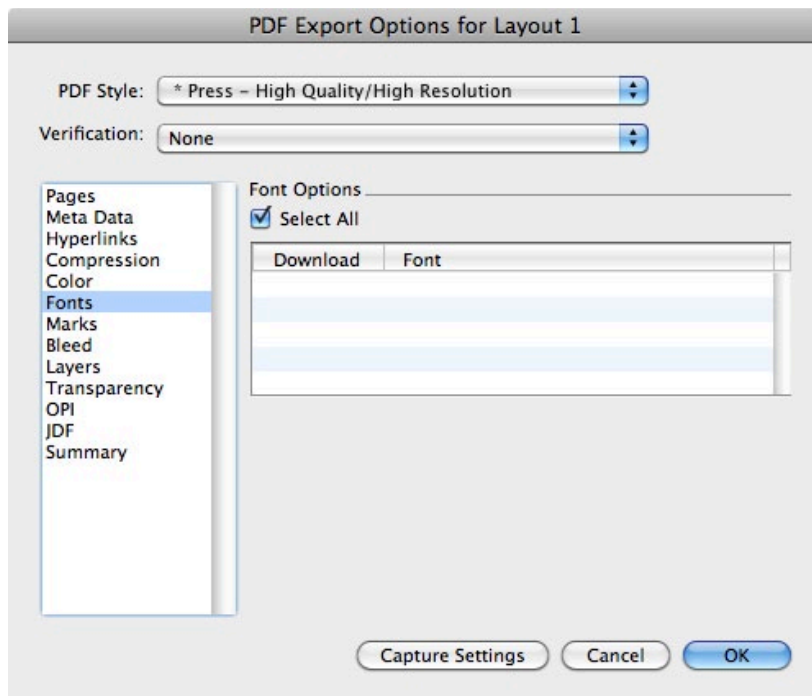 PDF Export Options for Layout 1
PDF Style: * Press – High Quality/High Resolution
Verification: None
Pages
Meta Data
Hyperlinks
Compression
Color
Fonts
Marks
Bleed
Layers
Transparency
OPI
JDF
Summary
Font Options
Select All
Download Font
Capture Settings Cancel OK